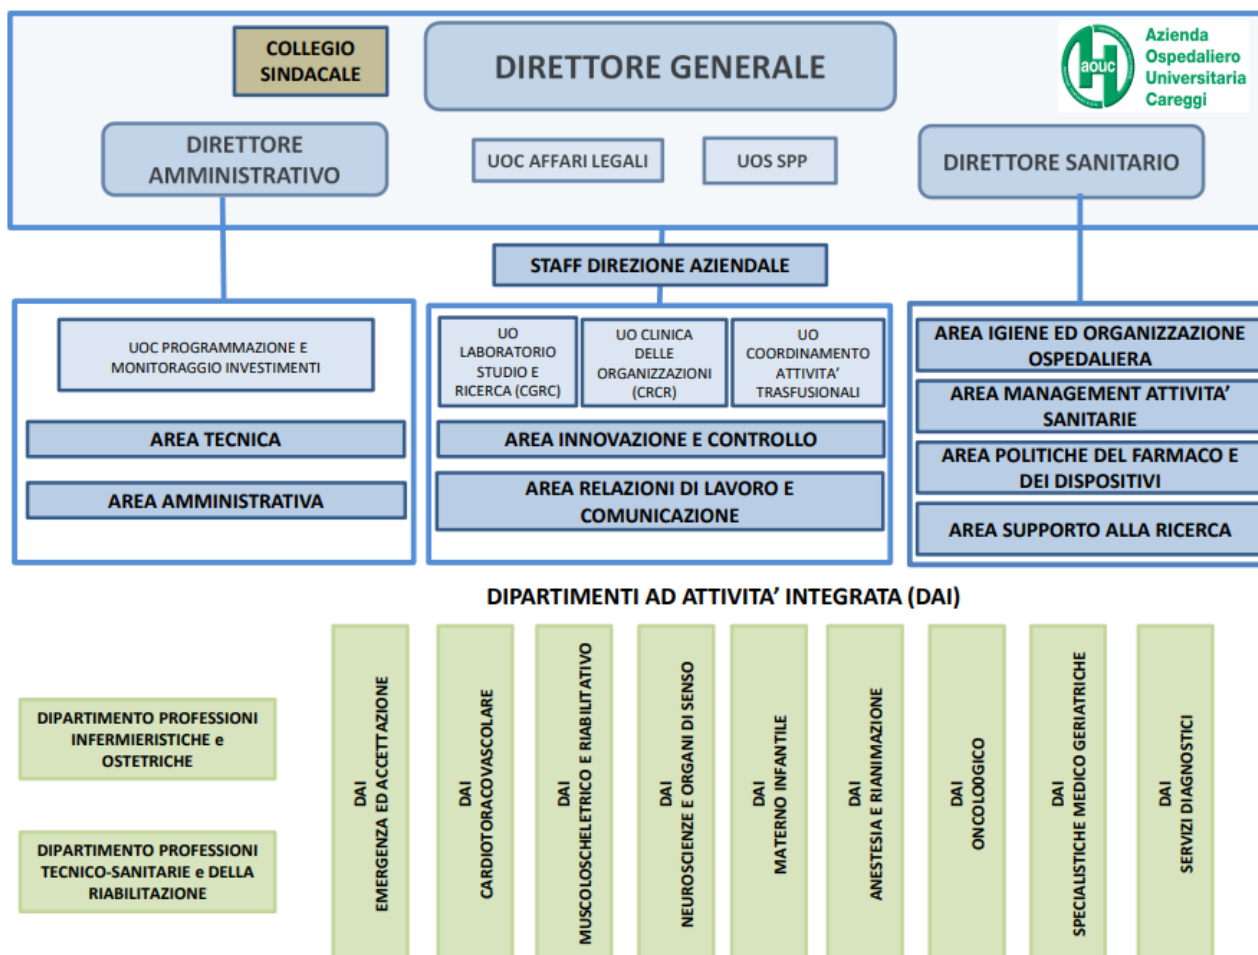 COLLEGIO
SINDACALE
DIRETTORE GENERALE
aouc
Azienda
Ospedaliero
Universitaria
Careggi
DIRETTORE
AMMINISTRATIVO
UOC AFFARI LEGALI
UOS SPP
DIRETTORE SANITARIO
STAFF DIREZIONE AZIENDALE
UOC PROGRAMMAZIONE E
MONITORAGGIO INVESTIMENTI
AREA TECNICA
AREA AMMINISTRATIVA
UO
LABORATORIO
STUDIO E
RICERCA (CGRC)
UO CLINICA
DELLE
ORGANIZZAZIONI
(CRCR)
UO
COORDINAMENTO
ATTIVITA’
TRASFUSIONALI
AREA INNOVAZIONE E CONTROLLO
AREA RELAZIONI DI LAVORO E
COMUNICAZIONE
AREA IGIENE ED ORGANIZZAZIONE
OSPEDALIERA
AREA MANAGEMENT ATTIVITA’
SANITARIE
AREA POLITICHE DEL FARMACO E
DEI DISPOSITIVI
AREA SUPPORTO ALLA RICERCA
DIPARTIMENTI AD ATTIVITA’ INTEGRATA (DAI)
DIPARTIMENTO PROFESSIONI
INFERMIERISTICHE e
OSTETRICHE
DIPARTIMENTO PROFESSIONI
TECNICO-SANITARIE e DELLA
RIABILITAZIONE
DAI
EMERGENZA ED ACCETTAZIONE
DAI
CARDIOTORACOVASCOLARE
DAI
MUSCOLOSCHELETRICO E RIABILITATIVO
DAI
NEUROSCIENZE E ORGANI DI SENSO
DAI
MATERNO INFANTILE
DAI
ANESTESIA E RIANIMAZIONE
DAI
ONCOLO0GICO
DAI
SPECIALISTICHE MEDICO GERIATRICHE
DAI
SERVIZI DIAGNOSTICI